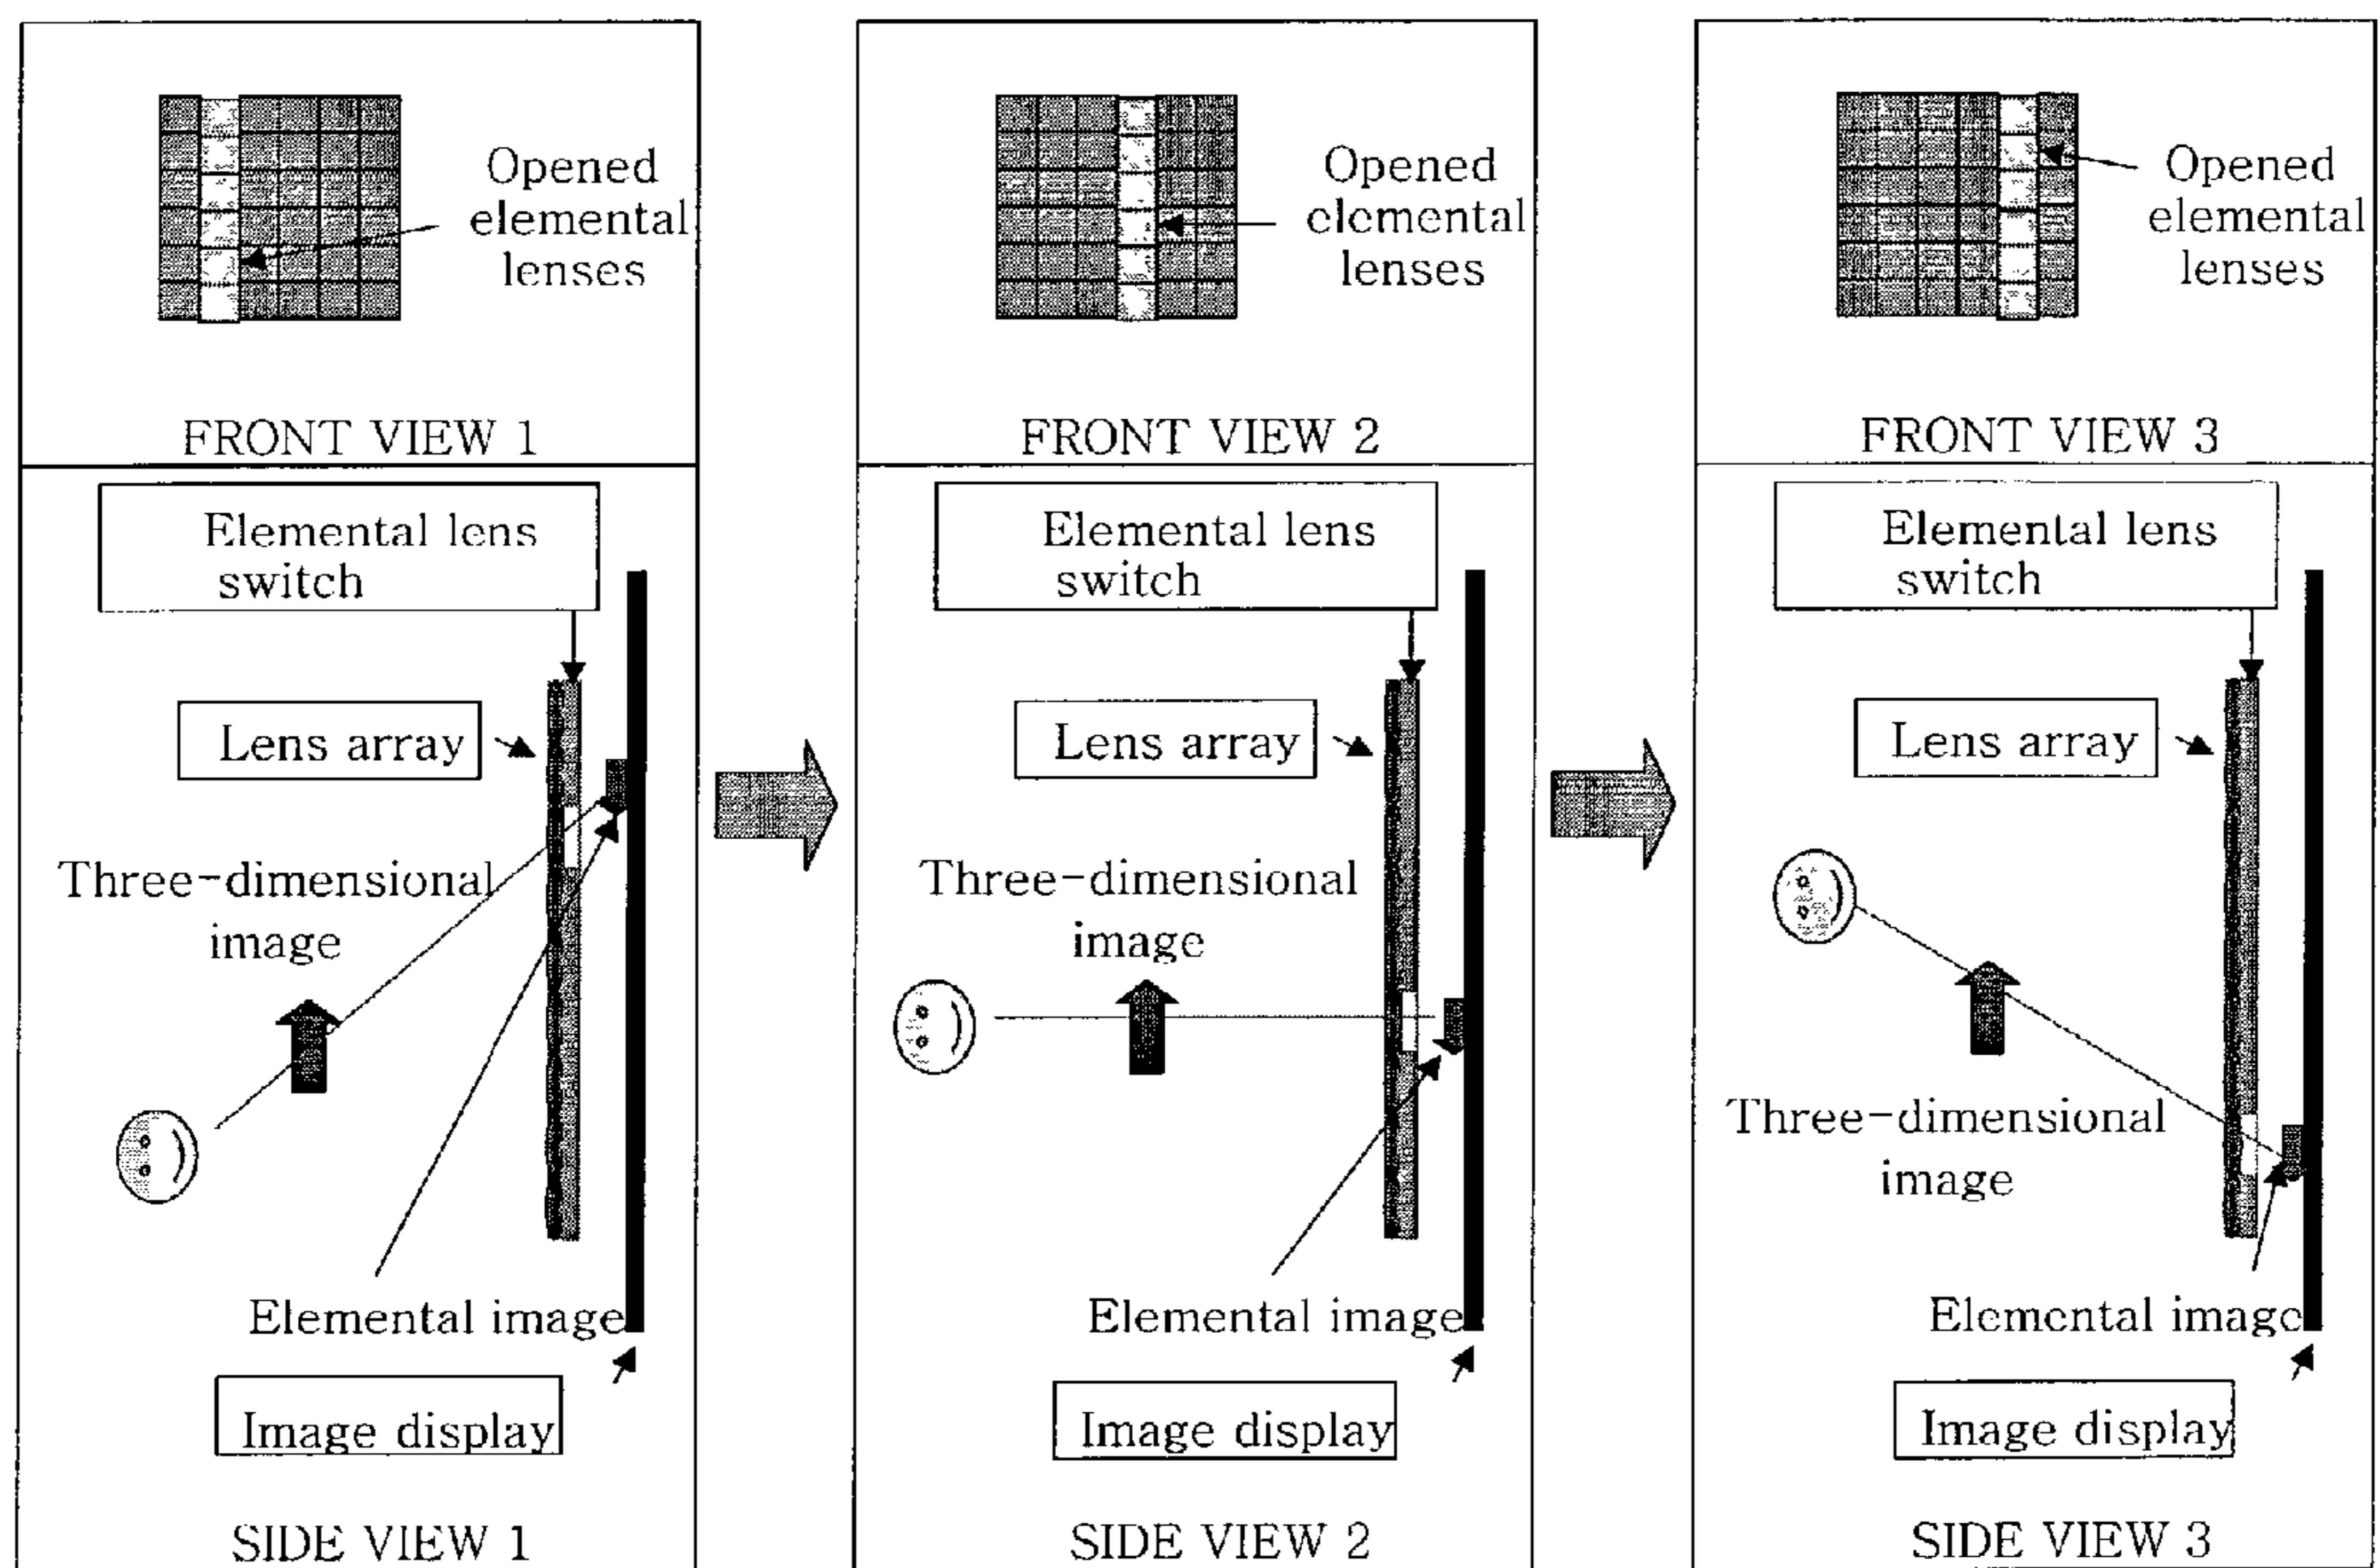 Opened
elemental
lenses
FRONT VIEW 1
Opened
elemental
lenses
FRONT VIEW 2
Opened
elemental
lenses
FRONT VIEW 3
Elemental lens
switch
Lens array
Three-dimensional
image
Elemental image
Image display
SIDE VIEW 1
Elemental lens
switch
Lens array
Three-dimensional
image
Elemental image
Image display
SIDE VIEW 2
Elemental lens
switch
Lens array
Three-dimensional
image
Elemental image
Image display
SIDE VIEW 3